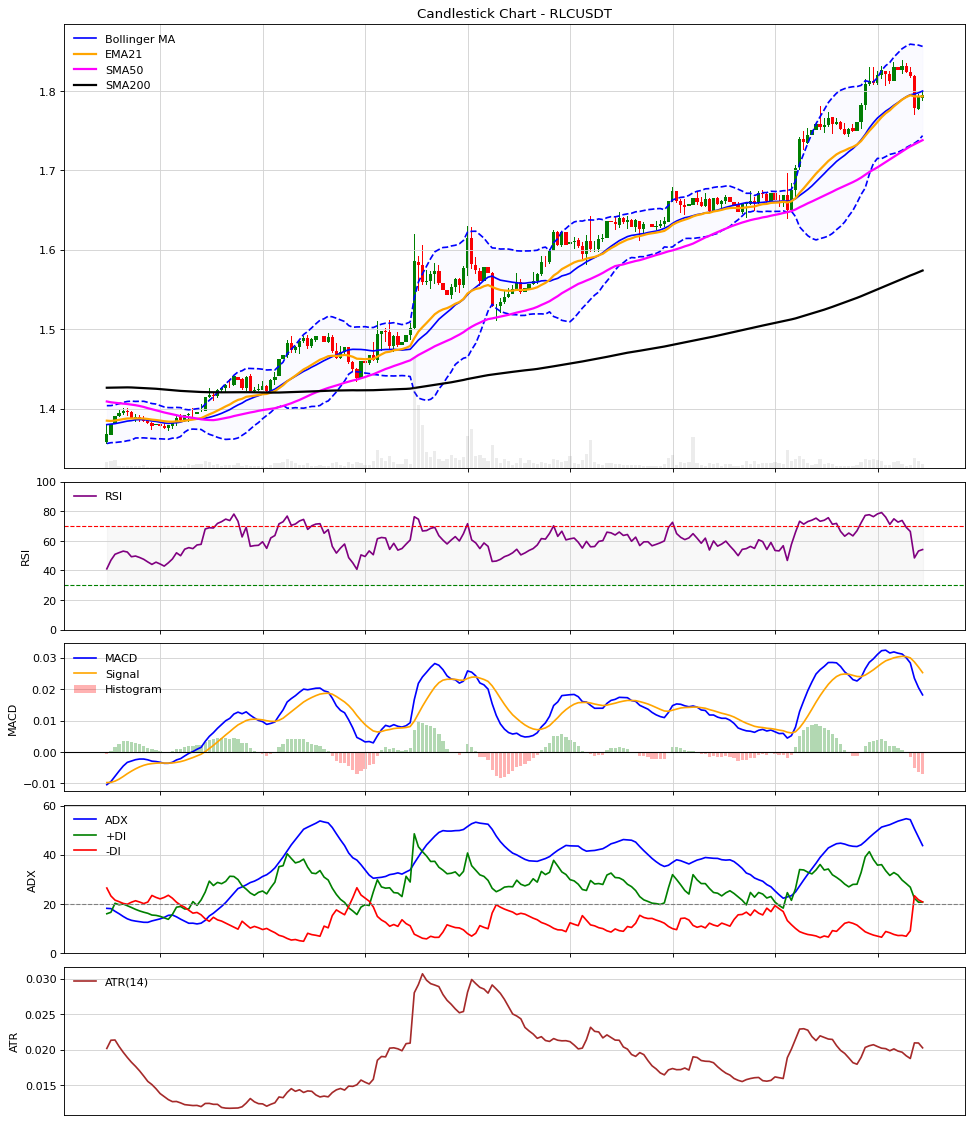 Candlestick Chart - RLCUSDT
Bollinger MA
EMA21
SMA50
SMA200
1.8
1.7
1.6
1.5
1.4
RSI
RSI
100
80
60
40
20
0
MACD
Signal
Histogram
MACD
0.03
0.02
0.01
0.00
−0.01
ADX
+DI
-DI
ADX
60
40
20
0
ATR(14)
ATR
0.030
0.025
0.020
0.015